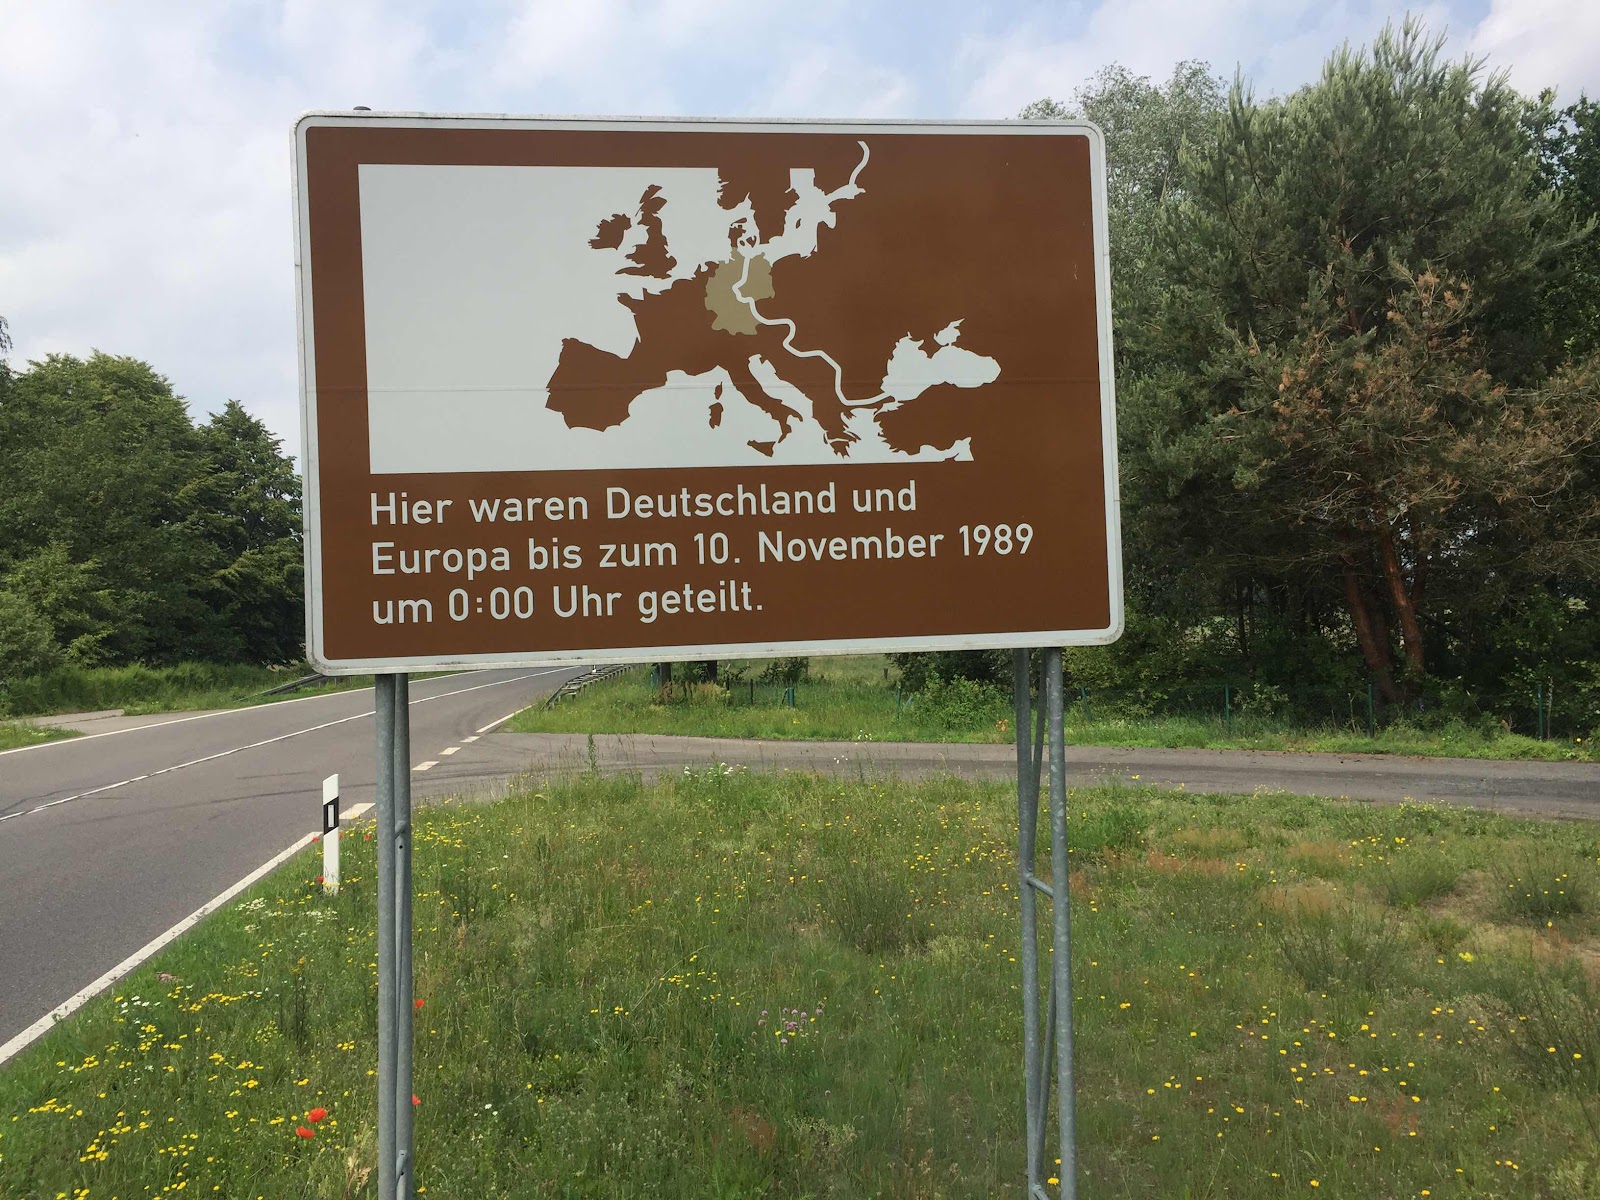 Hier waren Deutschland und
Europa bis zum 10. November 1989
um 0:00 Uhr geteilt.